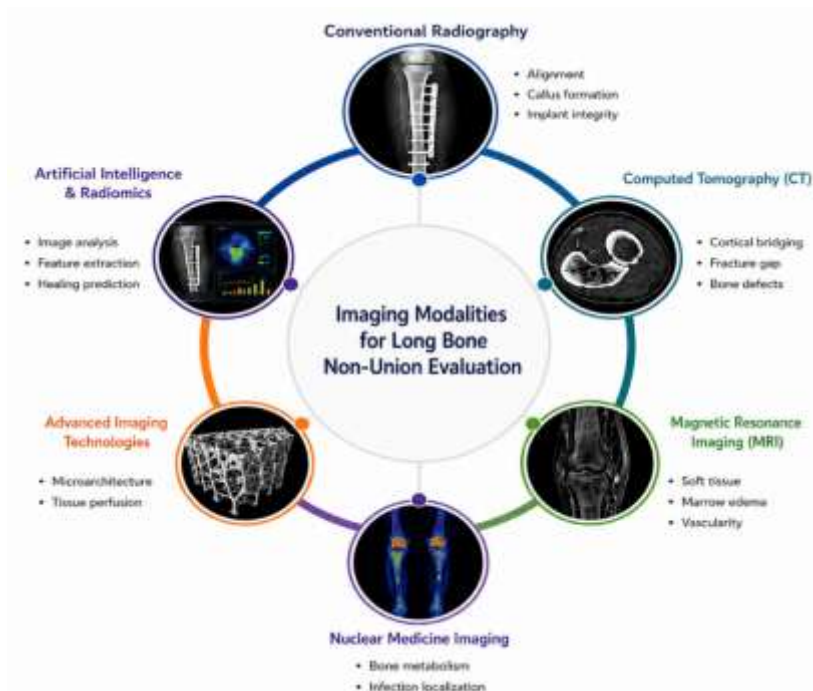 Conventional Radiography
• Alignment
• Callus formation
• Implant integrity
Computed Tomography (CT)
• Cortical bridging
• Fracture gap
• Bone defects
Magnetic Resonance
Imaging (MRI)
• Soft tissue
• Marrow edema
• Vascularity
Nuclear Medicine Imaging
• Bone metabolism
• Infection localization
Advanced Imaging
Technologies
• Microarchitecture
• Tissue perfusion
Artificial Intelligence
& Radiomics
• Image analysis
• Feature extraction
• Healing prediction
Imaging Modalities
for Long Bone
Non-Union Evaluation